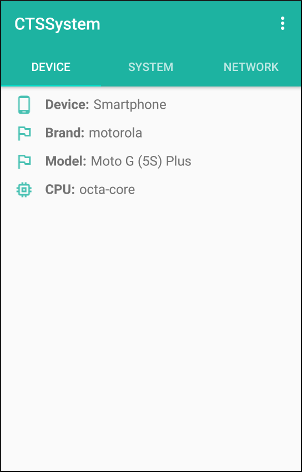 CTSSystem
DEVICE SYSTEM NETWORK
Device: Smartphone
Brand: motorola
Model: Moto G (5S) Plus
CPU: octa-core